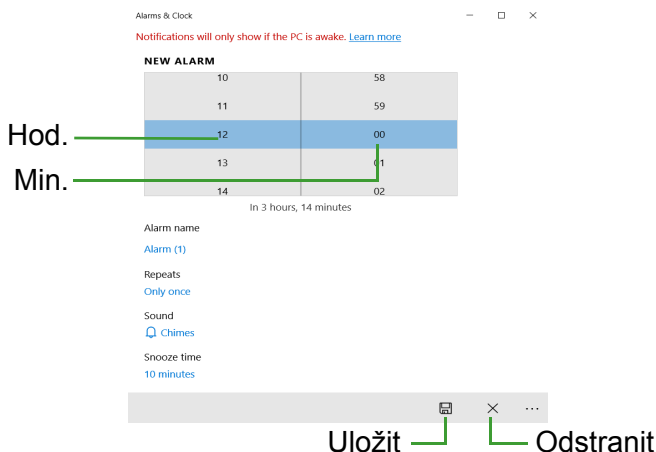 Alarms & Clock
Notifications will only show if the PC is awake. Learn more
NEW ALARM
10 58
11 59
Hod. 12 00
13 01
Min.
14 02
In 3 hours, 14 minutes
Alarm name
Alarm (1)
Repeats
Only once
Sound
Chimes
Snooze time
10 minutes
Uložit Odstranit